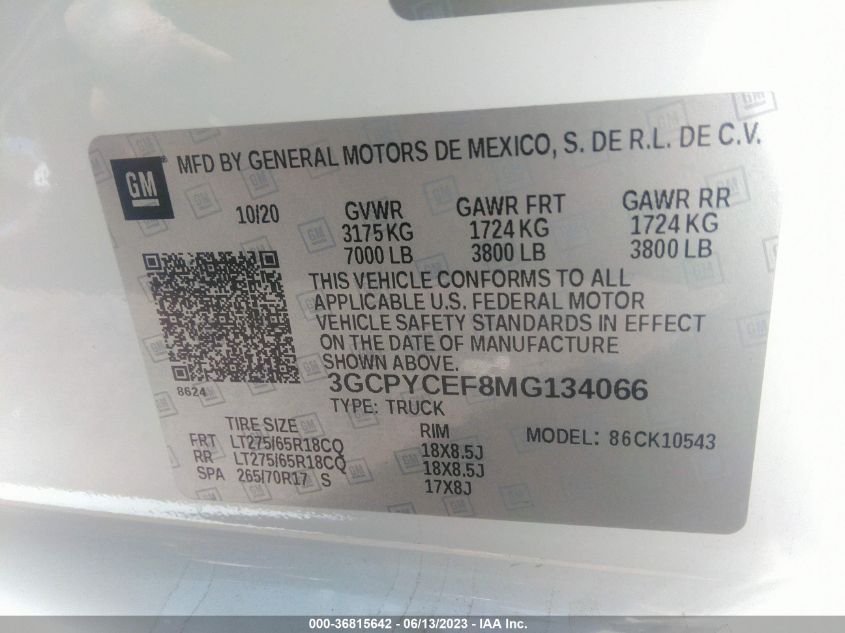 GM
MFD BY GENERAL MOTORS DE MEXICO, S. DE R.L. DE C.V.
10/20 GVWR GAWR FRT GAWR RR
3175 KG 1724 KG 1724 KG
7000 LB 3800 LB 3800 LB
THIS VEHICLE CONFORMS TO ALL
APPLICABLE U.S. FEDERAL MOTOR
VEHICLE SAFETY STANDARDS IN EFFECT
ON THE DATE OF MANUFACTURE
SHOWN ABOVE.
8624
3GCPYCEF8MG134066
TYPE: TRUCK
TIRE SIZE RIM MODEL: 86CK10543
FRT LT275/65R18CQ 18X8.5J
RR LT275/65R18CQ 18X8.5J
SPA 265/70R17 S 17X8J
000-36815642 - 06/13/2023 - IAA Inc.